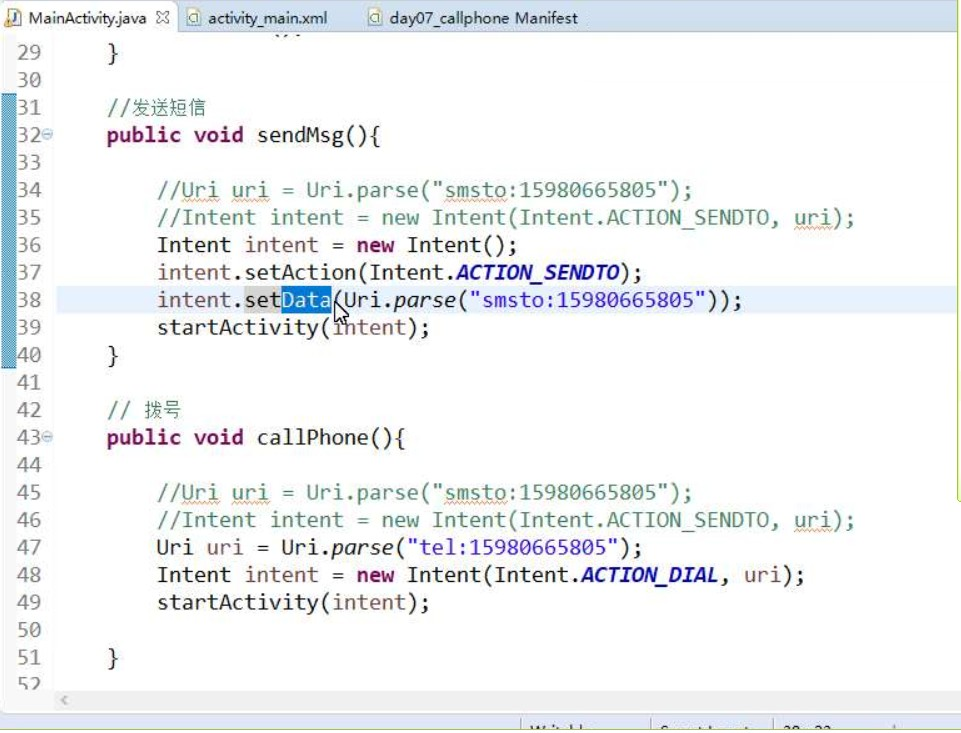 MainActivity.java activity_main.xml day07_callphone Manifest
29 }
30
31 //发送短信
32 public void sendMsg(){
33
34 //Uri uri = Uri.parse("smsto:15980665805");
35 //Intent intent = new Intent(Intent.ACTION_SENDTO, uri);
36 Intent intent = new Intent();
37 intent.setAction(Intent.ACTION_SENDTO);
38 intent.setData(Uri.parse("smsto:15980665805"));
39 startActivity(intent);
40 }
41
42 // 拨号
43 public void callPhone(){
44
45 //Uri uri = Uri.parse("smsto:15980665805");
46 //Intent intent = new Intent(Intent.ACTION_SENDTO, uri);
47 Uri uri = Uri.parse("tel:15980665805");
48 Intent intent = new Intent(Intent.ACTION_DIAL, uri);
49 startActivity(intent);
50
51 }
52